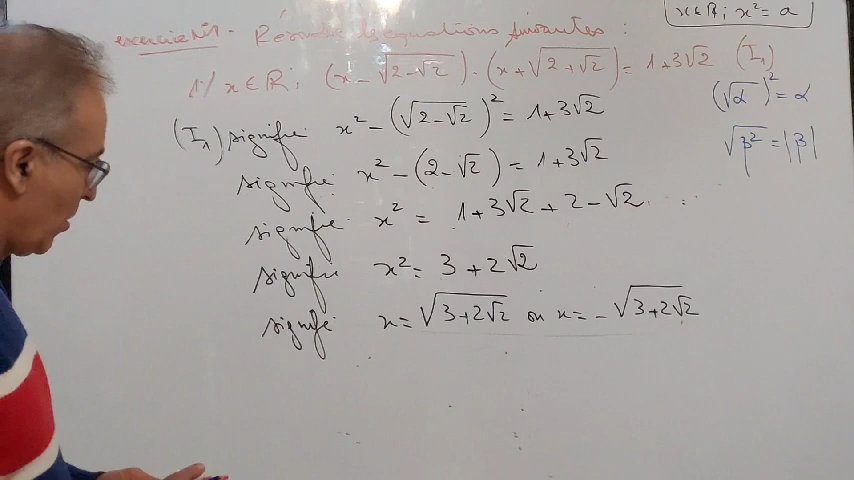 x∈ℝ; x² = a
exercice N°1 - Résoudre les équations suivantes :
1°/ x∈ℝ; (x - √(2 - √2)) · (x + √(2 + √2)) = 1 + 3√2 (I₁)
(√α)² = α
√(β²) = |β|
(I₁) signifie x² - (√(2 - √2))² = 1 + 3√2
signifie x² - (2 - √2) = 1 + 3√2
signifie x² = 1 + 3√2 + 2 - √2
signifie x² = 3 + 2√2
signifie x = √(3 + 2√2) ou x = - √(3 + 2√2)